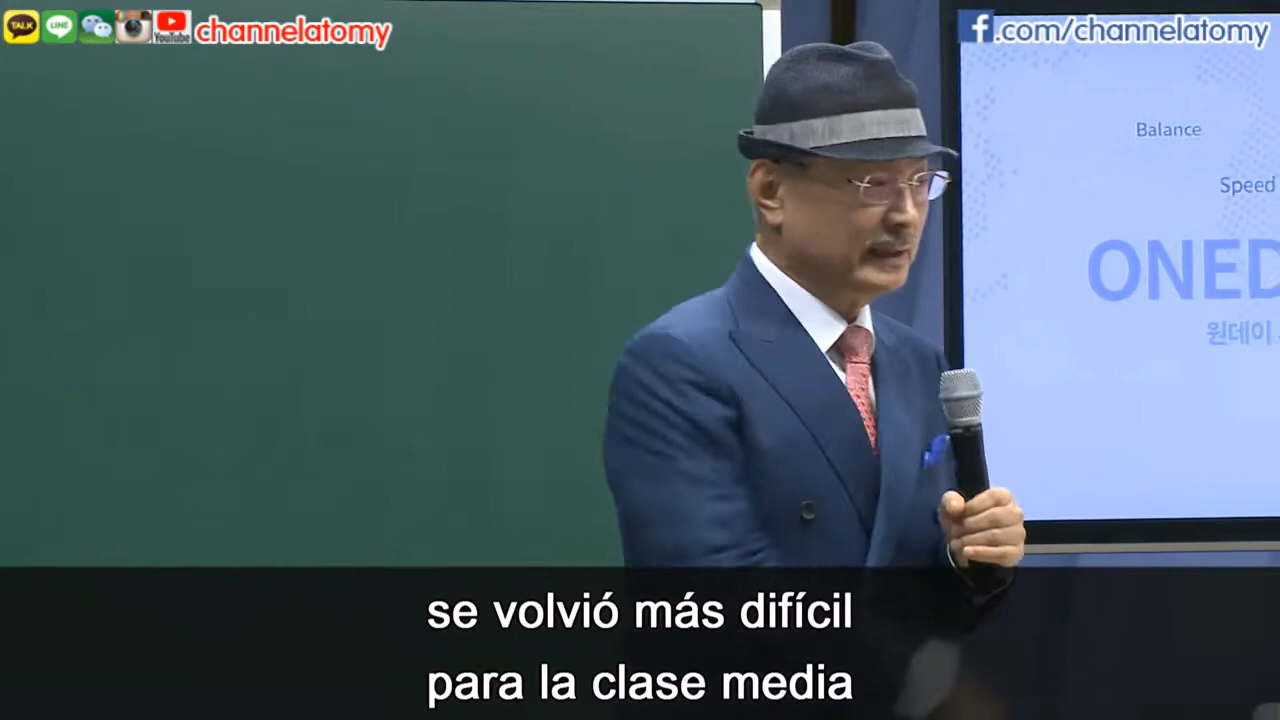 TALK
LINE
YouTube
channelatomy
f.com/channelatomy
Balance
Speed
ONED
원데이
se volvió más difícil
para la clase media